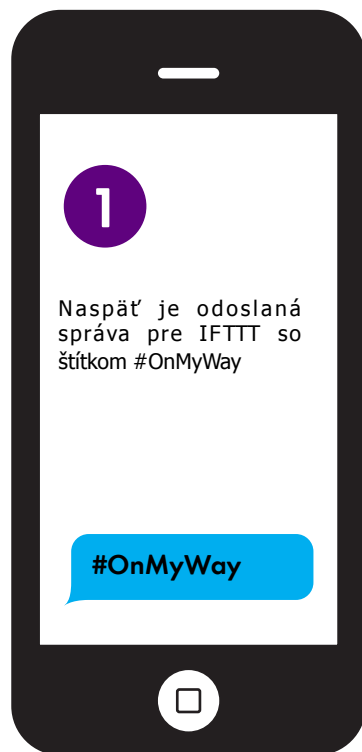 1
Naspäť je odoslaná
správa pre IFTTT so
štítkom #OnMyWay
#OnMyWay